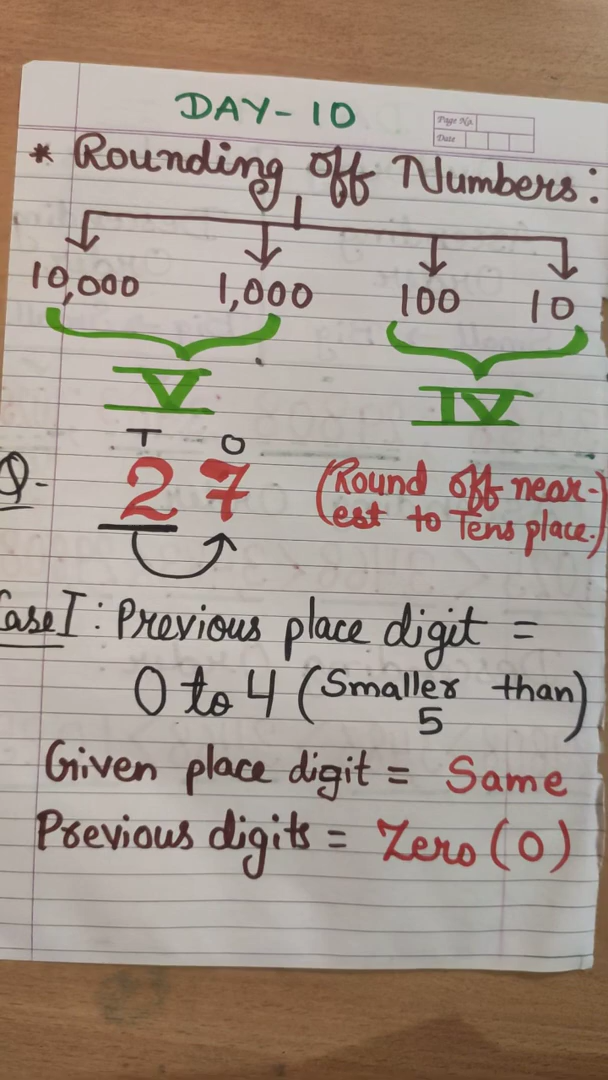 DAY-10
Page No.
Date
* Rounding off Numbers:
10,000 1,000 100 10
V IV
T O
Q- 27 (Round off near-
est to Tens place.)
Case I: Previous place digit =
0 to 4 (Smaller than
5)
Given place digit = Same
Previous digits = Zero (0)